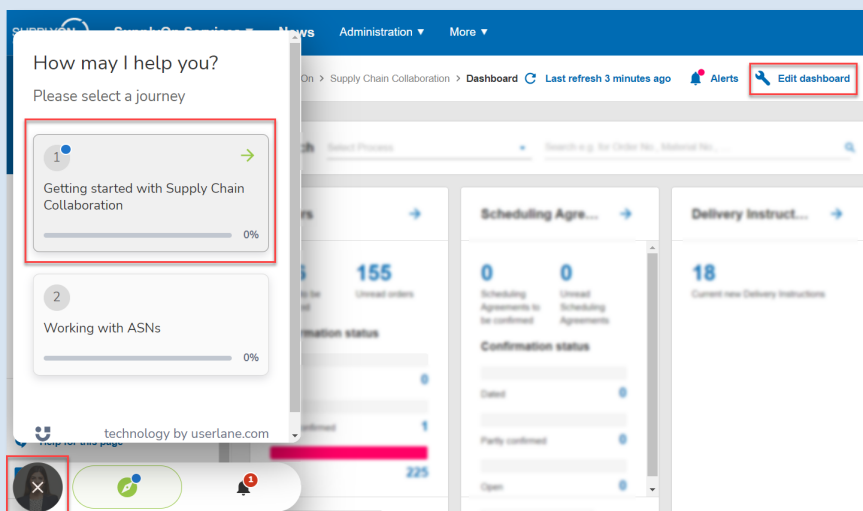 SupplyOn Services ▼ News Administration ▼ More ▼
On > Supply Chain Collaboration > Dashboard Last refresh 3 minutes ago Alerts Edit dashboard
How may I help you?
Please select a journey
1
Getting started with Supply Chain
Collaboration
0%
2
Working with ASNs
0%
technology by userlane.com
Help for this page
1
Select Process
Search e.g. for Order No., Material No., ...
155
Unread orders
0
1
225
Scheduling Agre...
0 0
Scheduling
Agreements to
be confirmed
Unread
Scheduling
Agreements
Confirmation status
Dated 0
Partly confirmed 0
Open 0
Delivery Instruct...
18
Current new Delivery Instructions